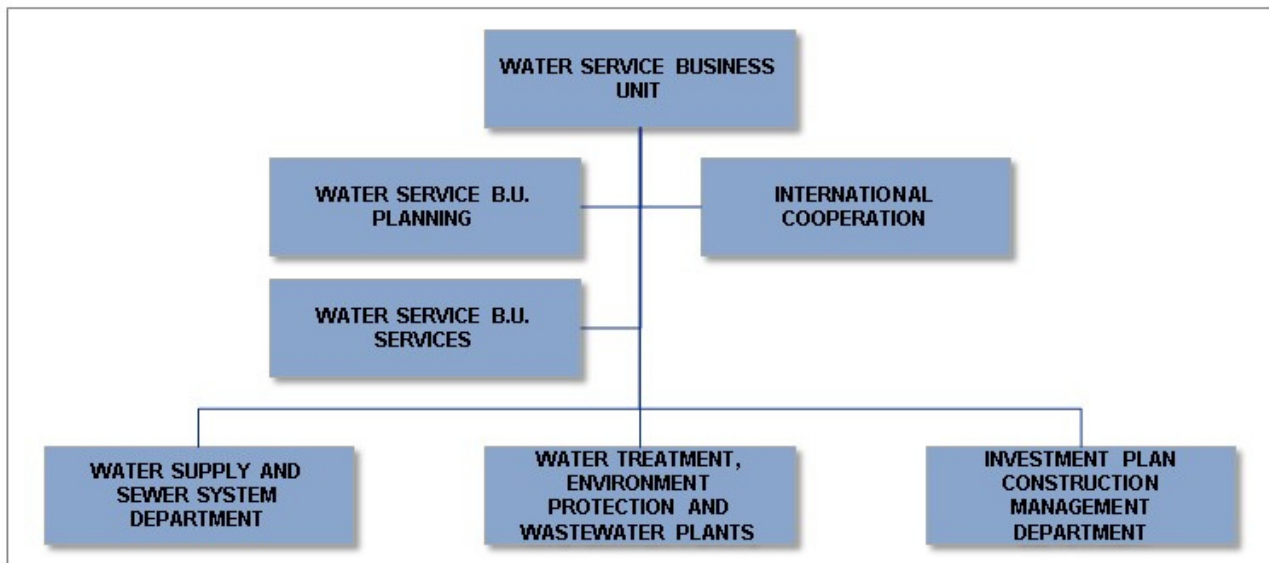 WATER SERVICE BUSINESS
UNIT
WATER SERVICE B.U.
PLANNING
INTERNATIONAL
COOPERATION
WATER SERVICE B.U.
SERVICES
WATER SUPPLY AND
SEWER SYSTEM
DEPARTMENT
WATER TREATMENT,
ENVIRONMENT
PROTECTION AND
WASTEWATER PLANTS
INVESTMENT PLAN
CONSTRUCTION
MANAGEMENT
DEPARTMENT